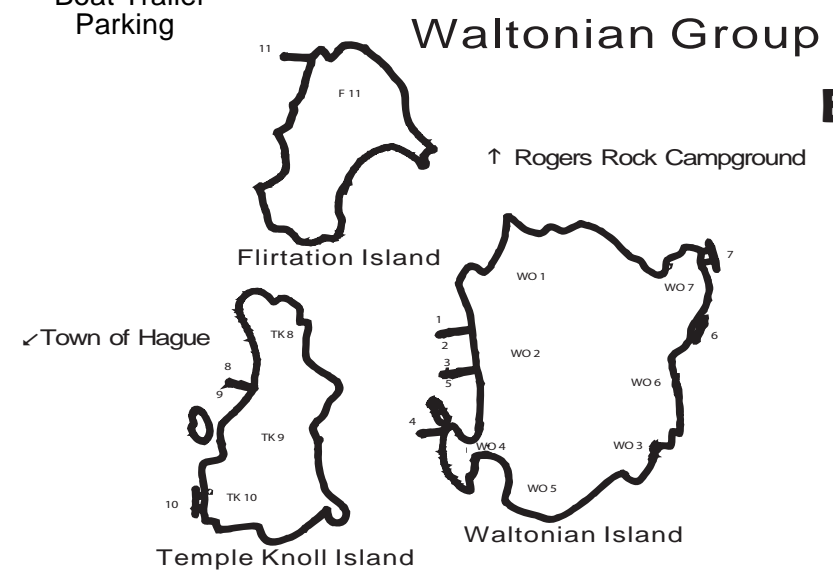 Parking
Waltonian Group
11
F 11
↑ Rogers Rock Campground
Flirtation Island
WO 1
7
WO 7
1
2
WO 2
6
3
5
WO 6
4
WO 4
WO 3
WO 5
Waltonian Island
↙Town of Hague
TK 8
8
9
TK 9
10
TK 10
Temple Knoll Island